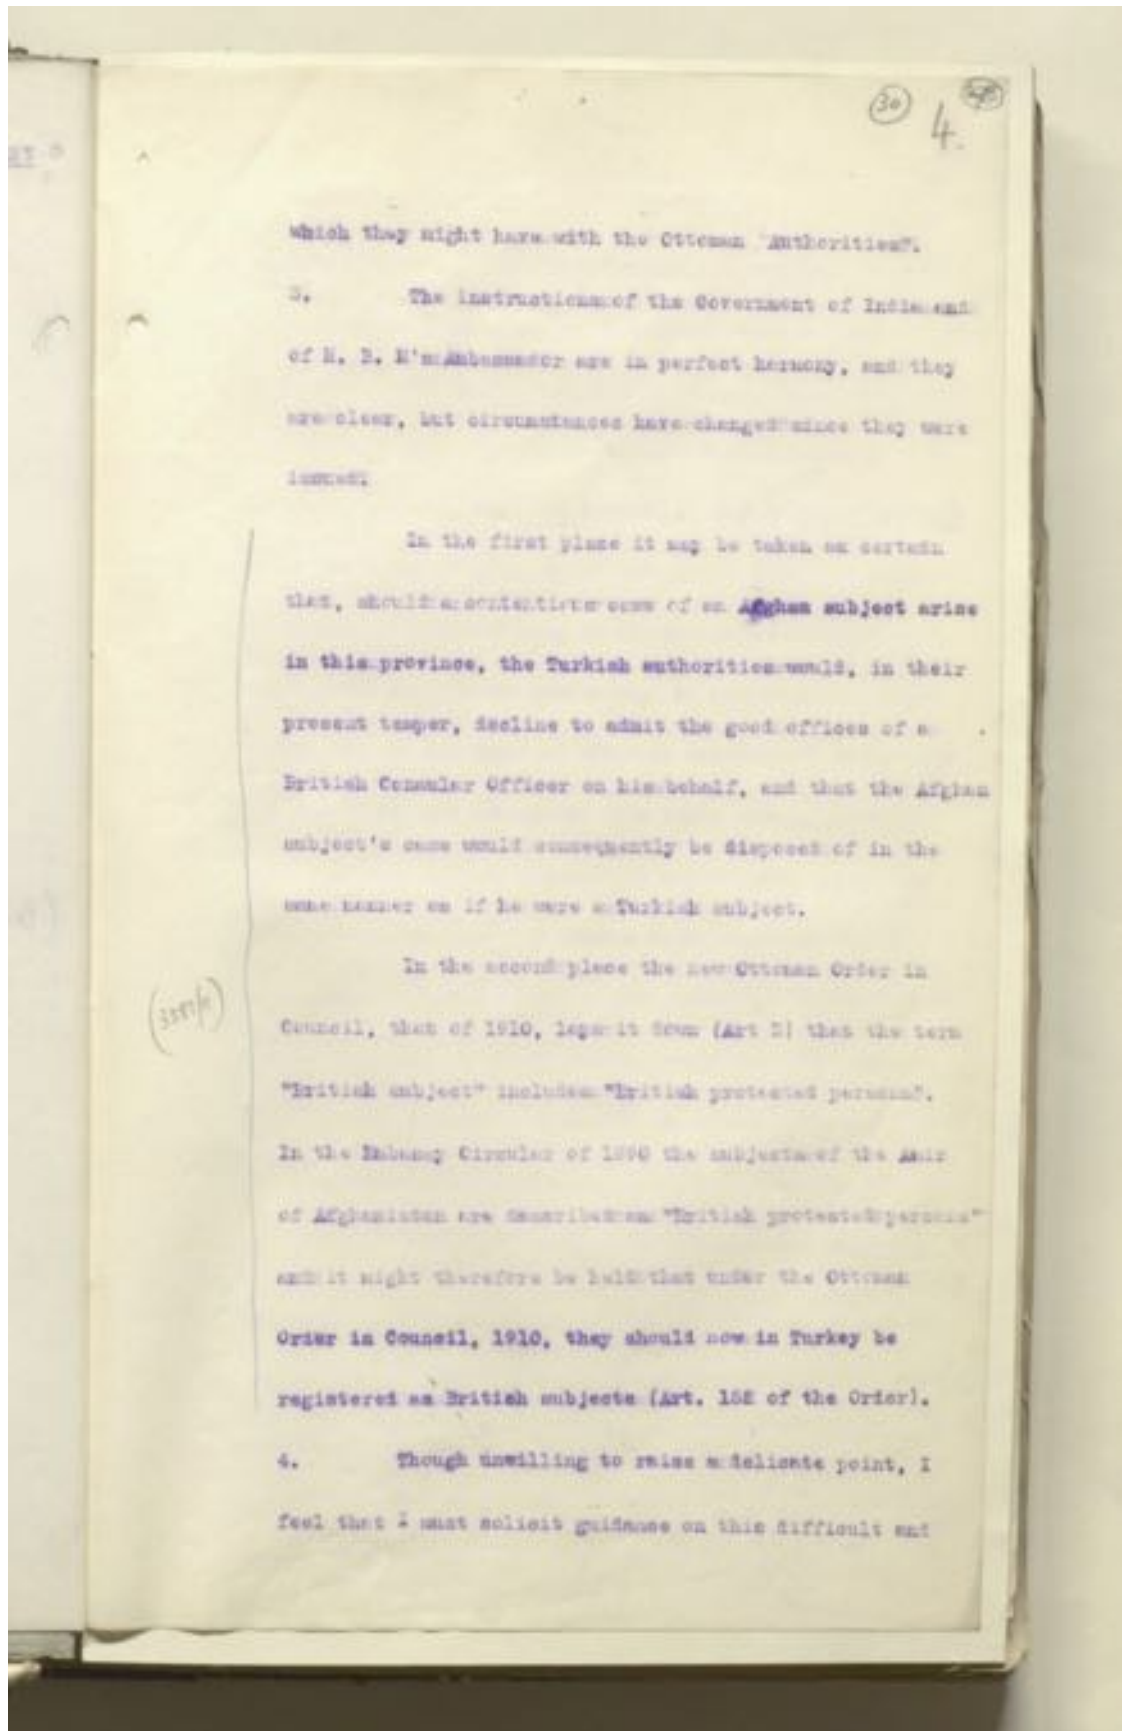 30
4.
which they might have with the Ottoman Authorities".
3. The instructions of the Government of India and
of H. B. M's Ambassador are in perfect harmony, and they
are clear, but circumstances have changed since they were
issued.
In the first place it may be taken as certain
that, should a contentious case of an Afghan subject arise
in this province, the Turkish authorities would, in their
present temper, decline to admit the good offices of a
British Consular Officer on his behalf, and that the Afghan
subject's case would consequently be disposed of in the
same manner as if he were a Turkish subject.
In the second place the new Ottoman Order in
Council, that of 1910, lays it down (Art that the term
"British subject" includes "British protected persons".
In the Embassy Circular of the subjects of the Amir
of Afghanistan are described as "British protected persons"
and it might therefore be held that under the Ottoman
Order in Council, 1910, they should now in Turkey be
registered as British subjects (Art. 152 of the Order).
4. Though unwilling to raise a delicate point, I
feel that I must solicit guidance on this difficult and